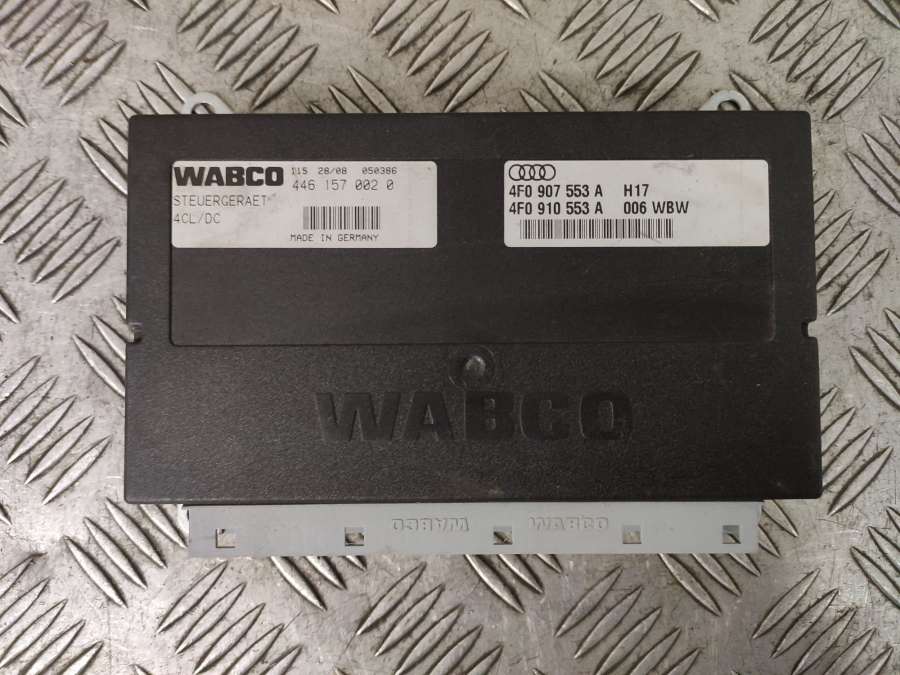 WABCO 115 28/08 050386
446 157 002 0
STEUERGERAET
4CL/DC
MADE IN GERMANY
4F0 907 553 A H17
4F0 910 553 A 006 WBW
WABCO
WABCO WABCO